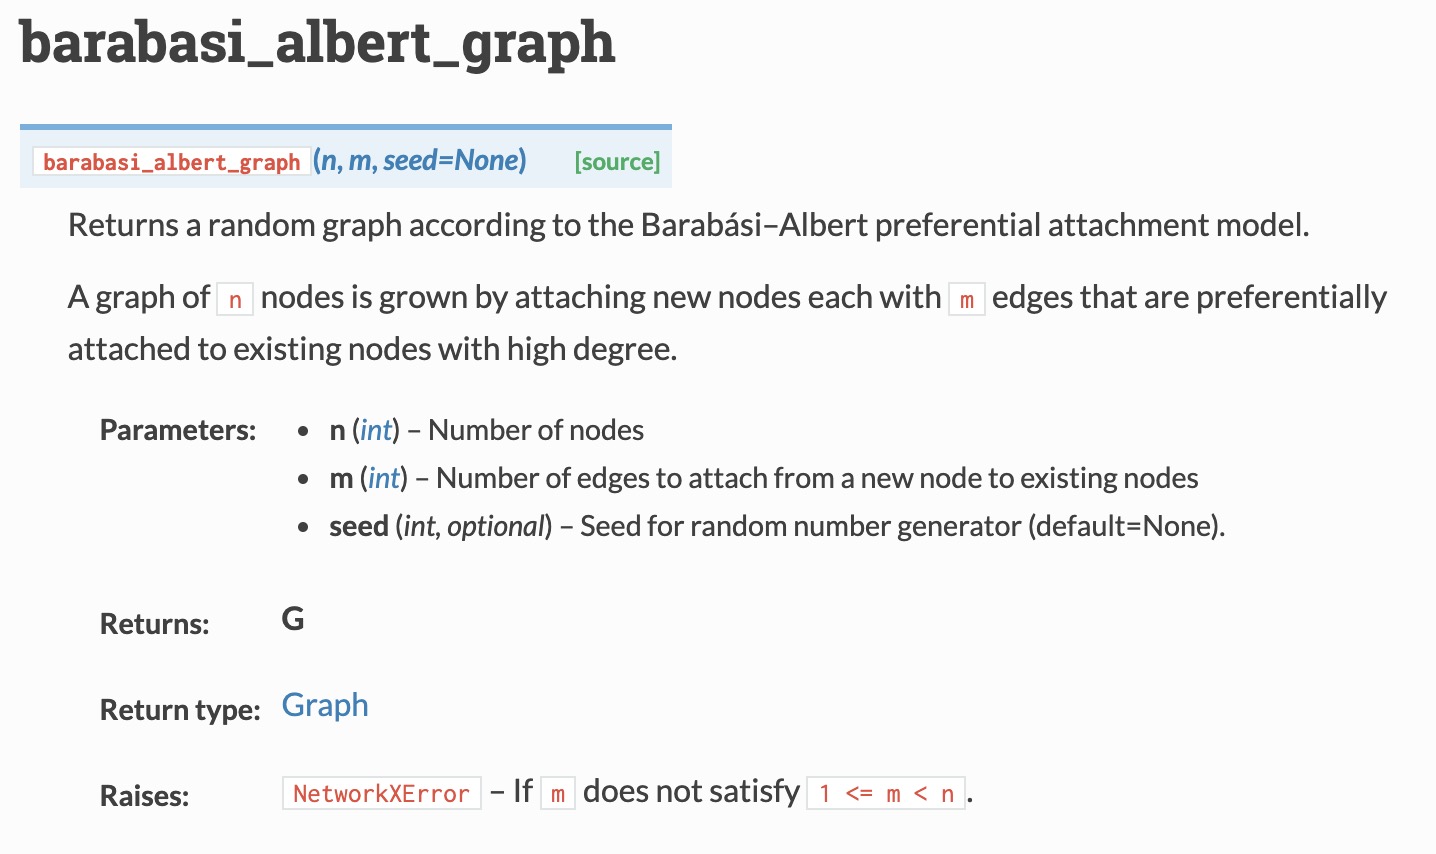 barabasi_albert_graph
barabasi_albert_graph(n, m, seed=None) [source]
Returns a random graph according to the Barabási–Albert preferential attachment model.
A graph of n nodes is grown by attaching new nodes each with m edges that are preferentially
attached to existing nodes with high degree.
Parameters: • n (int) – Number of nodes
• m (int) – Number of edges to attach from a new node to existing nodes
• seed (int, optional) – Seed for random number generator (default=None).
Returns: G
Return type: Graph
Raises: NetworkXError – If m does not satisfy 1 <= m < n.